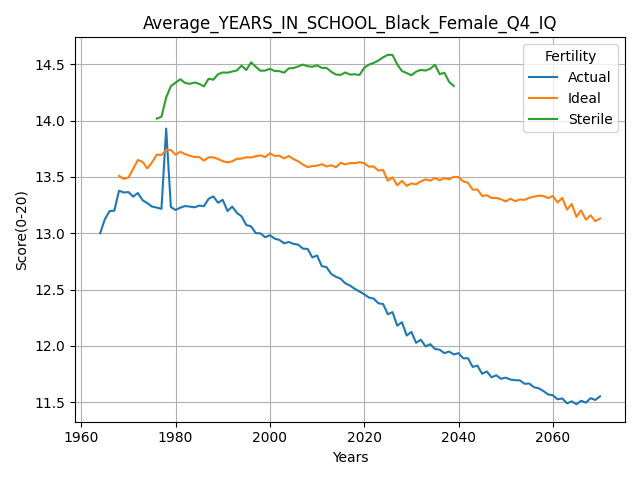 Average_YEARS_IN_SCHOOL_Black_Female_Q4_IQ
Score(0-20)
14.5
14.0
13.5
13.0
12.5
12.0
11.5
Fertility
Actual
Ideal
Sterile
1960
1980
2000
2020
2040
2060
Years